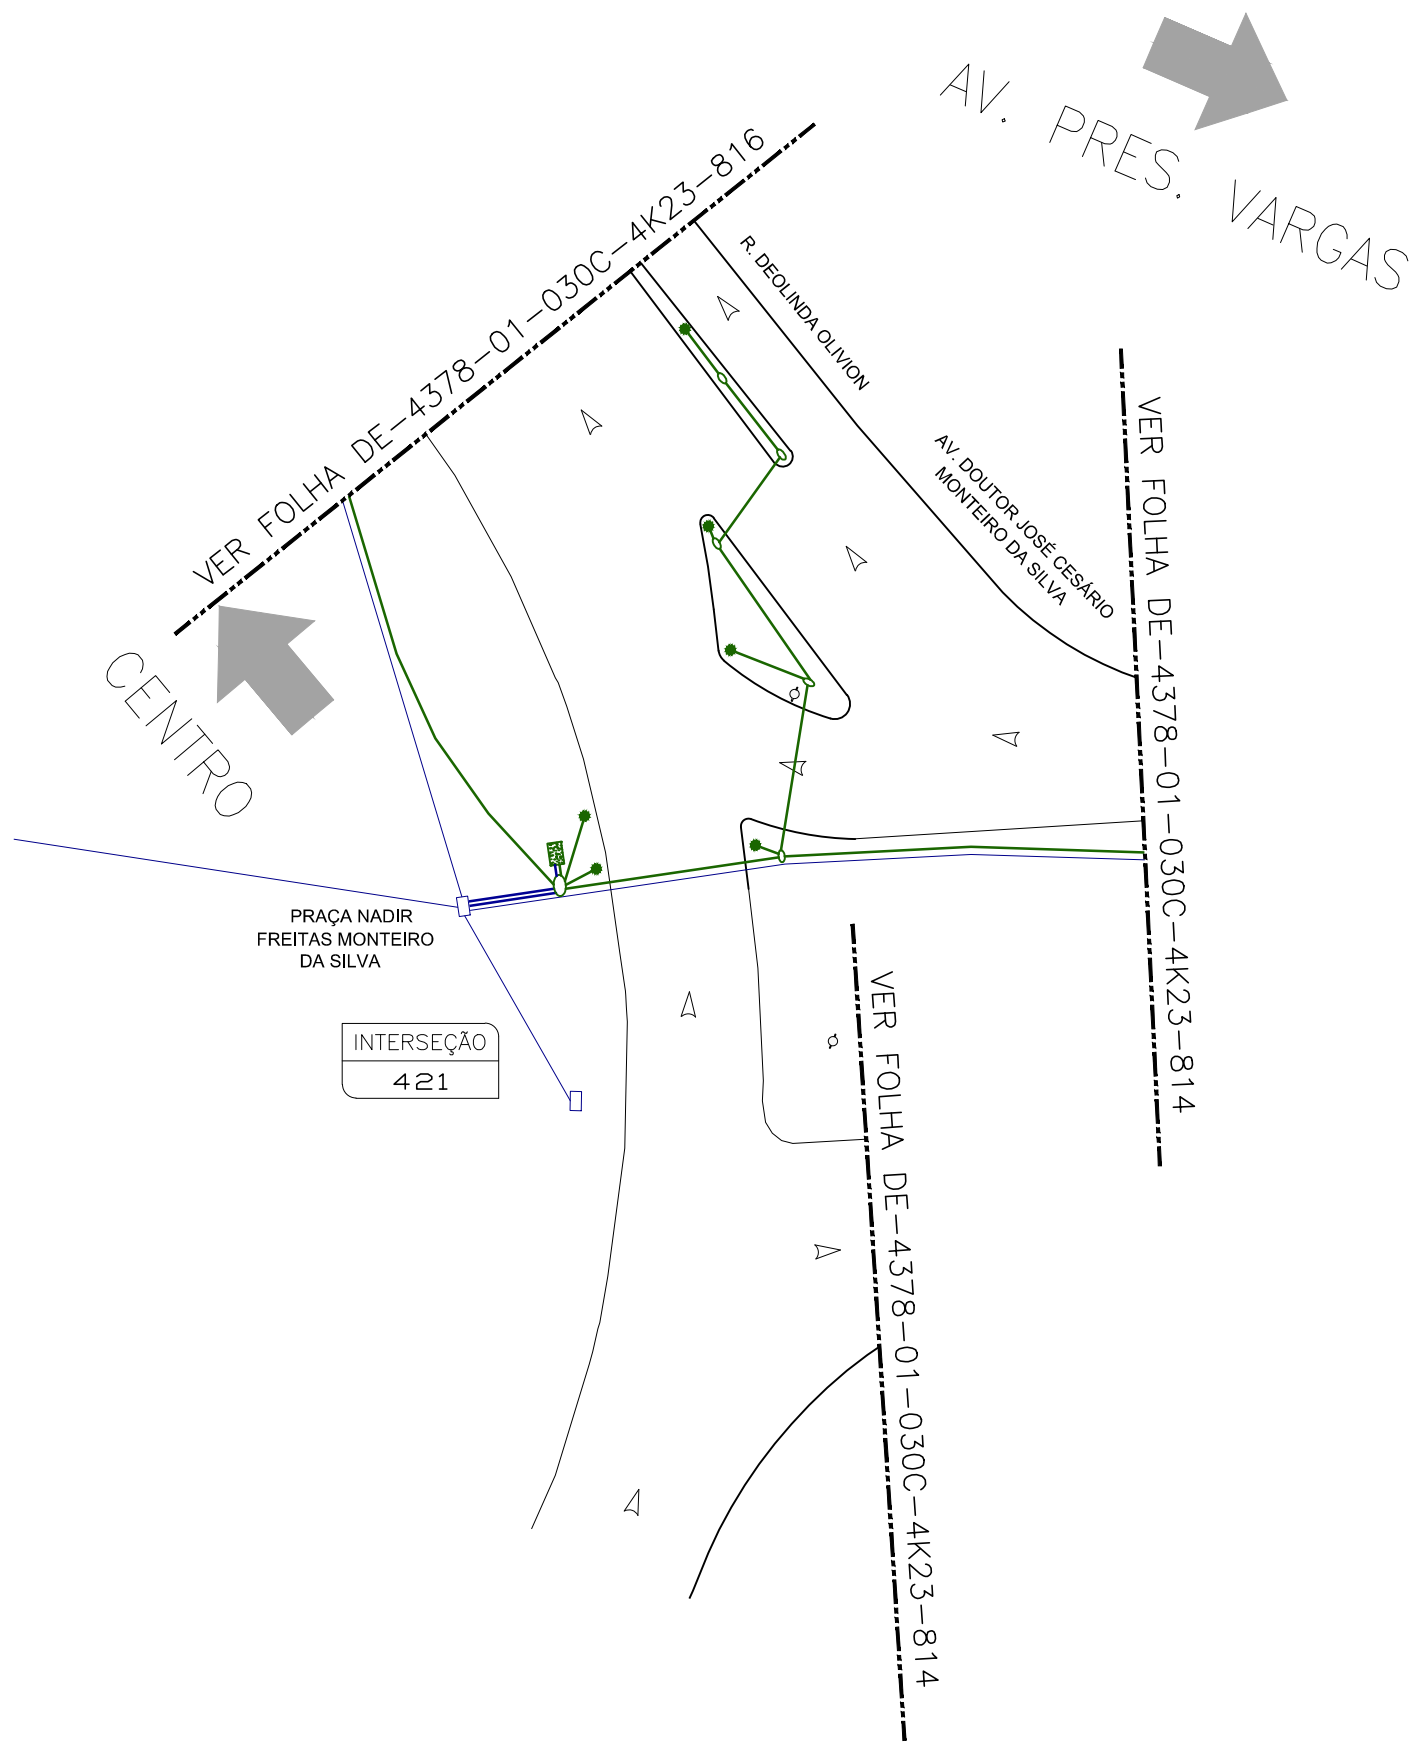 AV. PRES. VARGAS
VER FOLHA DE-4378-01-030C-4K23-816
R. DEOLINDA OLIVION
AV. DOUTOR JOSÉ CESÁRIO
MONTEIRO DA SILVA
VER FOLHA DE-4378-01-030C-4K23-814
CENTRO
PRAÇA NADIR
FREITAS MONTEIRO
DA SILVA
INTERSEÇÃO
421
VER FOLHA DE-4378-01-030C-4K23-814